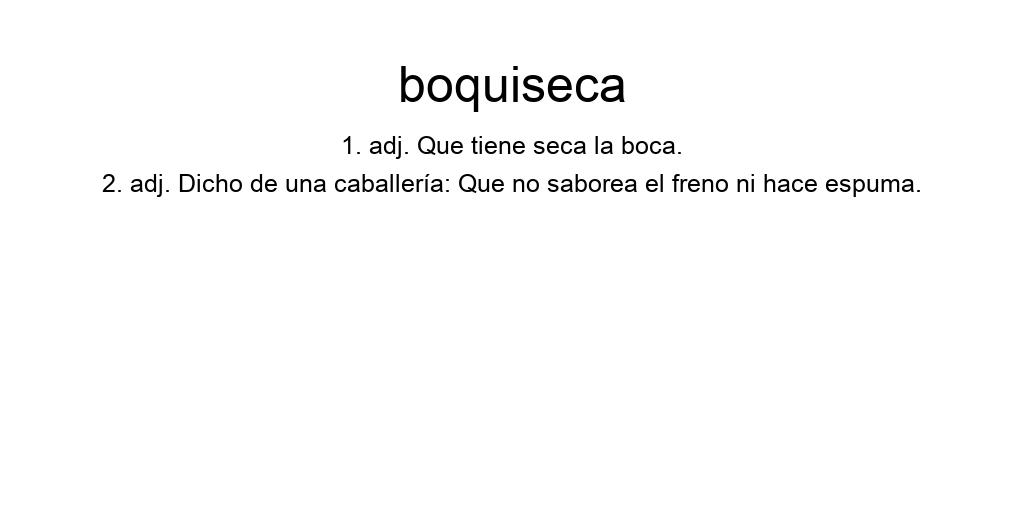 boquiseca
1. adj. Que tiene seca la boca.
2. adj. Dicho de una caballería: Que no saborea el freno ni hace espuma.